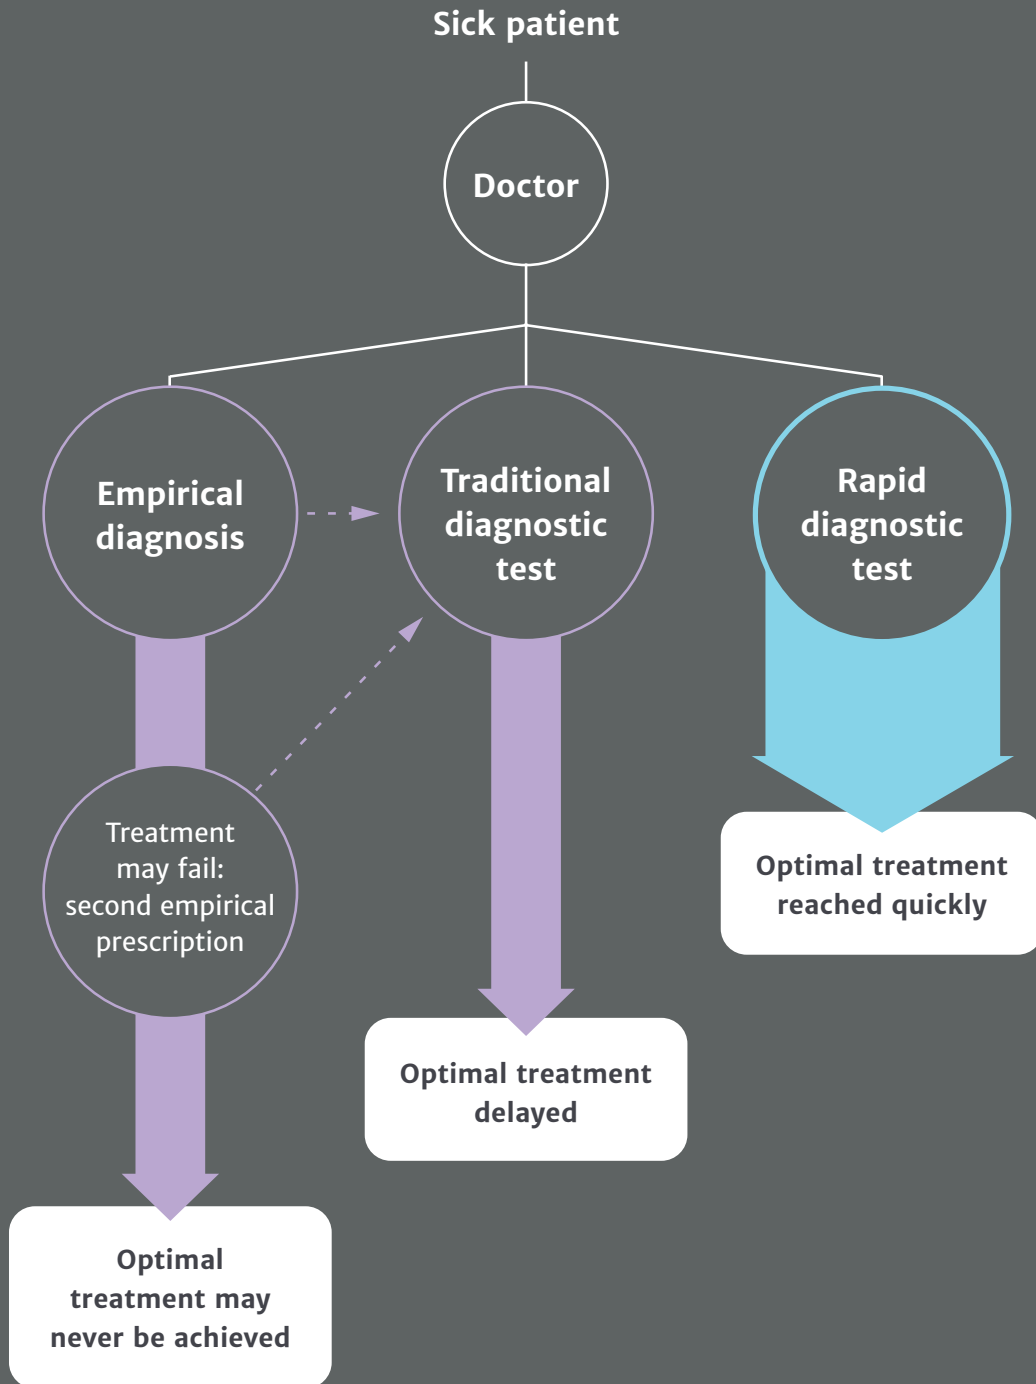 Sick patient
Doctor
Empirical
diagnosis
Traditional
diagnostic
test
Rapid
diagnostic
test
Treatment
may fail:
second empirical
prescription
Optimal treatment
reached quickly
Optimal treatment
delayed
Optimal
treatment may
never be achieved